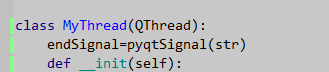 class MyThread(QThread):
    endSignal=pyqtSignal(str)
    def __init(self):